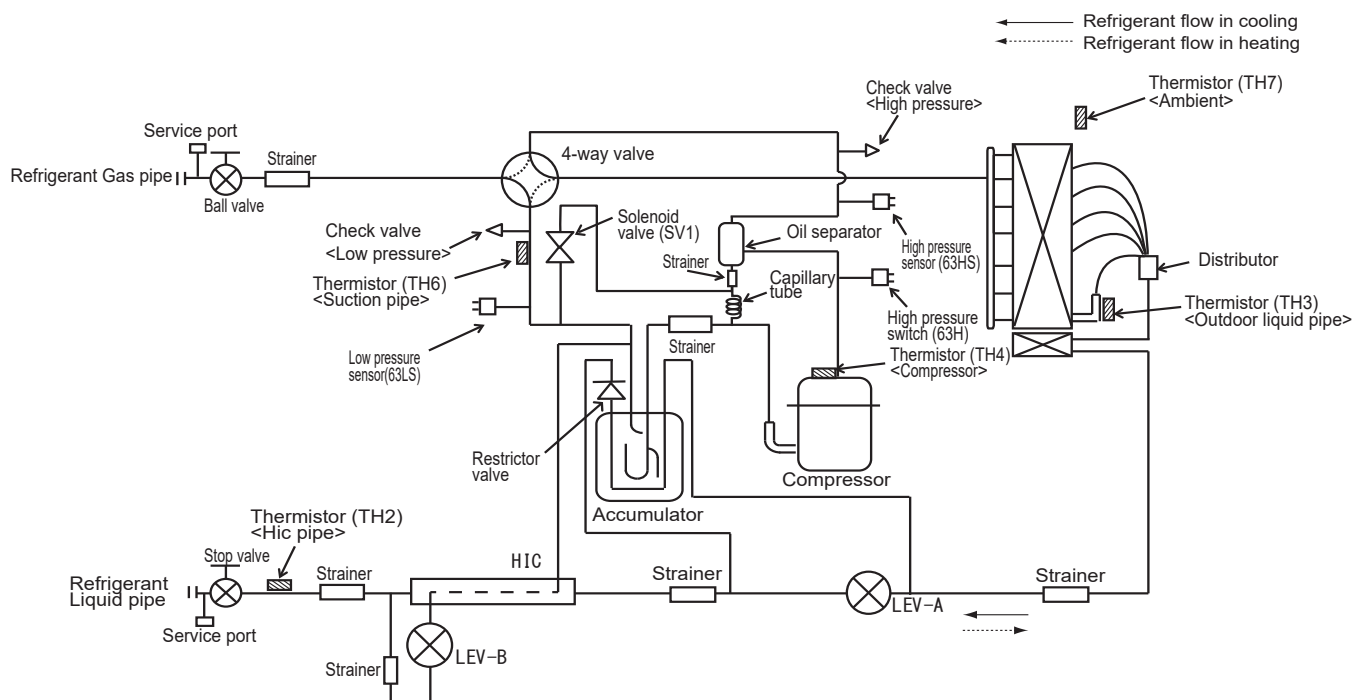 Refrigerant flow in cooling
Refrigerant flow in heating
Check valve
<High pressure>
Thermistor (TH7)
<Ambient>
Service port
Strainer
4-way valve
Refrigerant Gas pipe
Ball valve
Check valve
<Low pressure>
Solenoid
valve (SV1)
Oil separator
High pressure
sensor (63HS)
Strainer
Distributor
Thermistor (TH6)
<Suction pipe>
Capillary
tube
Thermistor (TH3)
<Outdoor liquid pipe>
High pressure
switch (63H)
Strainer
Low pressure
sensor(63LS)
Thermistor (TH4)
<Compressor>
Restrictor
valve
Compressor
Accumulator
Thermistor (TH2)
<Hic pipe>
Stop valve
HIC
Strainer
Strainer
Strainer
Refrigerant
Liquid pipe
LEV-A
Service port
LEV-B
Strainer